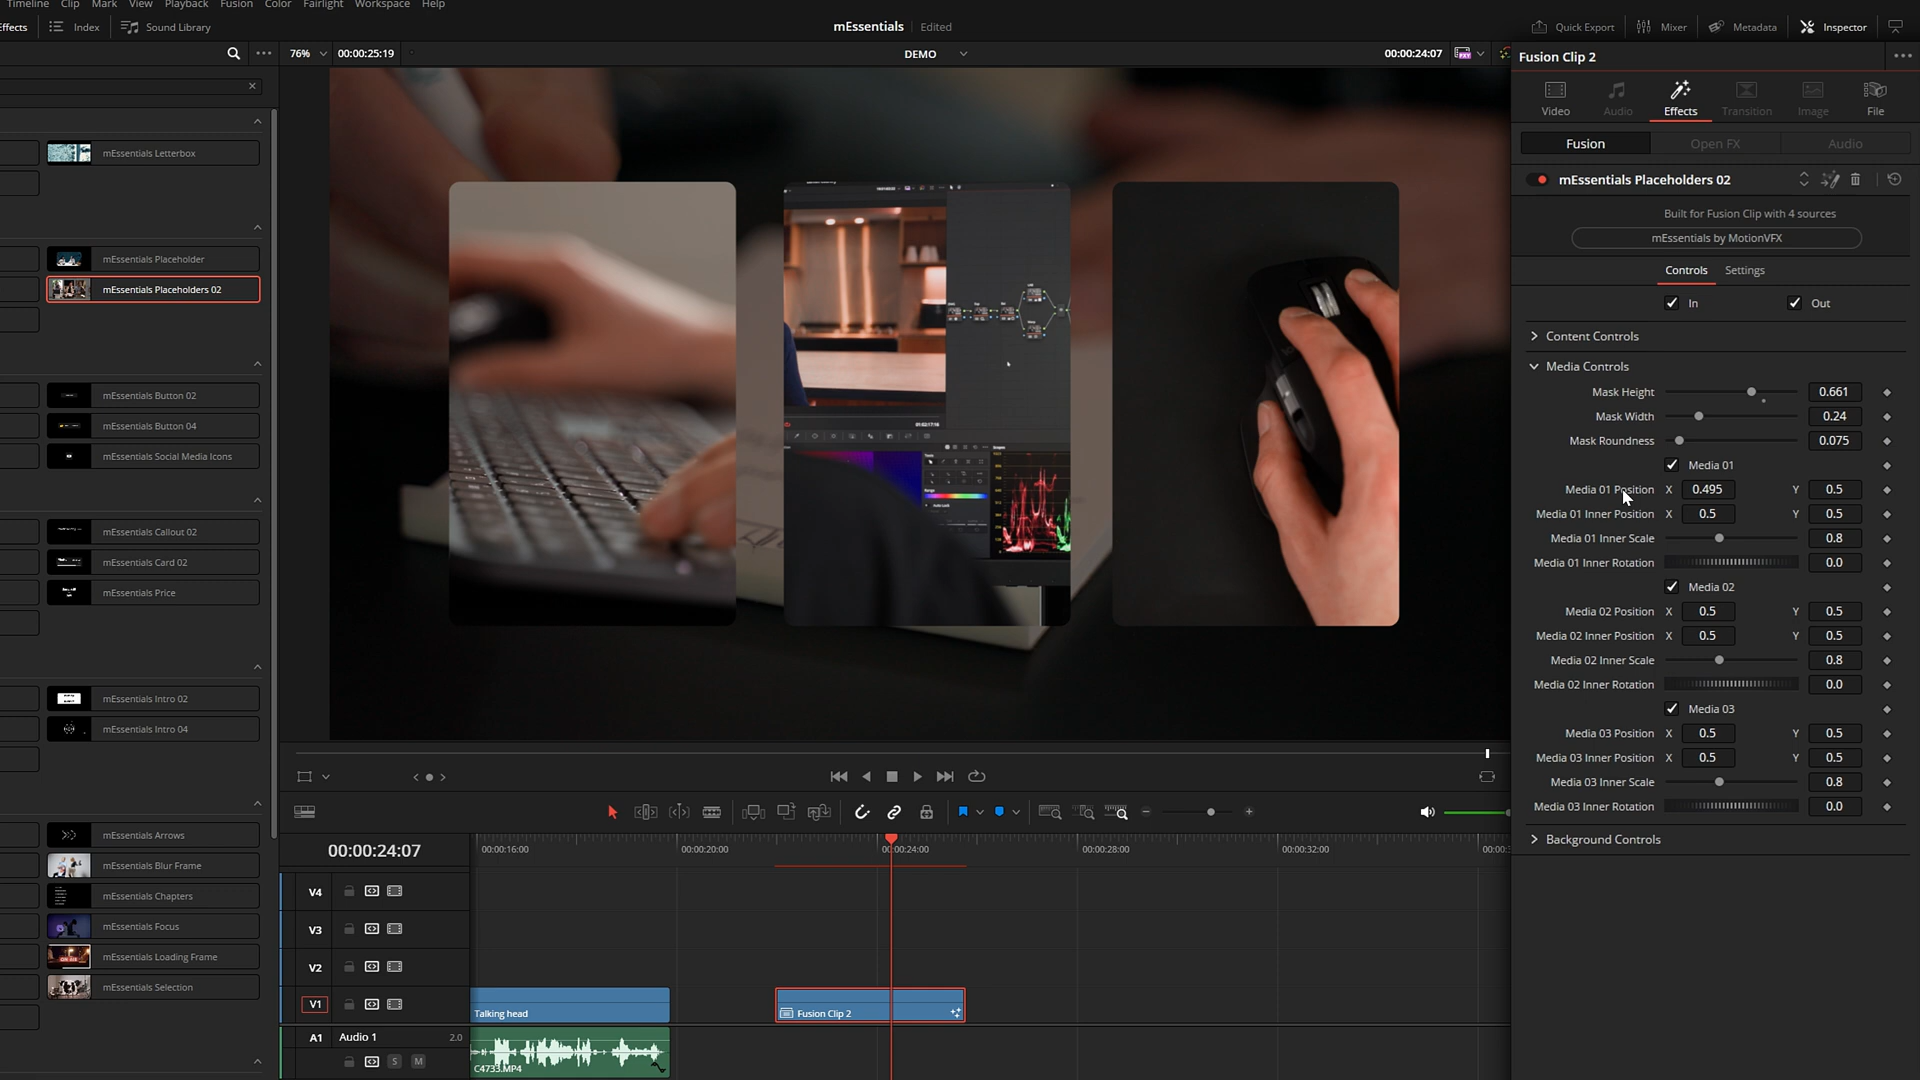 Timeline Clip Mark View Playback Fusion Color Fairlight Workspace Help
Effects Index Sound Library mEssentials Edited Quick Export Mixer Metadata Inspector
76% 00:00:25:19 DEMO 00:00:24:07
Fusion Clip 2
Video Audio Effects Transition Image File
Fusion Open FX Audio
mEssentials Placeholders 02
Built for Fusion Clip with 4 sources
mEssentials by MotionVFX
Controls Settings
In Out
Content Controls
Media Controls
Mask Height 0.661
Mask Width 0.24
Mask Roundness 0.075
Media 01
Media 01 Position X 0.495 Y 0.5
Media 01 Inner Position X 0.5 Y 0.5
Media 01 Inner Scale 0.8
Media 01 Inner Rotation 0.0
Media 02
Media 02 Position X 0.5 Y 0.5
Media 02 Inner Position X 0.5 Y 0.5
Media 02 Inner Scale 0.8
Media 02 Inner Rotation 0.0
Media 03
Media 03 Position X 0.5 Y 0.5
Media 03 Inner Position X 0.5 Y 0.5
Media 03 Inner Scale 0.8
Media 03 Inner Rotation 0.0
Background Controls
mEssentials Letterbox
mEssentials Placeholder
mEssentials Placeholders 02
mEssentials Button 02
mEssentials Button 04
mEssentials Social Media Icons
mEssentials Callout 02
mEssentials Card 02
mEssentials Price
mEssentials Intro 02
mEssentials Intro 04
mEssentials Arrows
mEssentials Blur Frame
mEssentials Chapters
mEssentials Focus
mEssentials Loading Frame
mEssentials Selection
00:00:24:07
00:00:16:00 00:00:20:00 00:00:24:00 00:00:28:00 00:00:32:00
V4
V3
V2
V1
Talking head
Fusion Clip 2
A1 Audio 1 2.0
S M
C4733.MP4